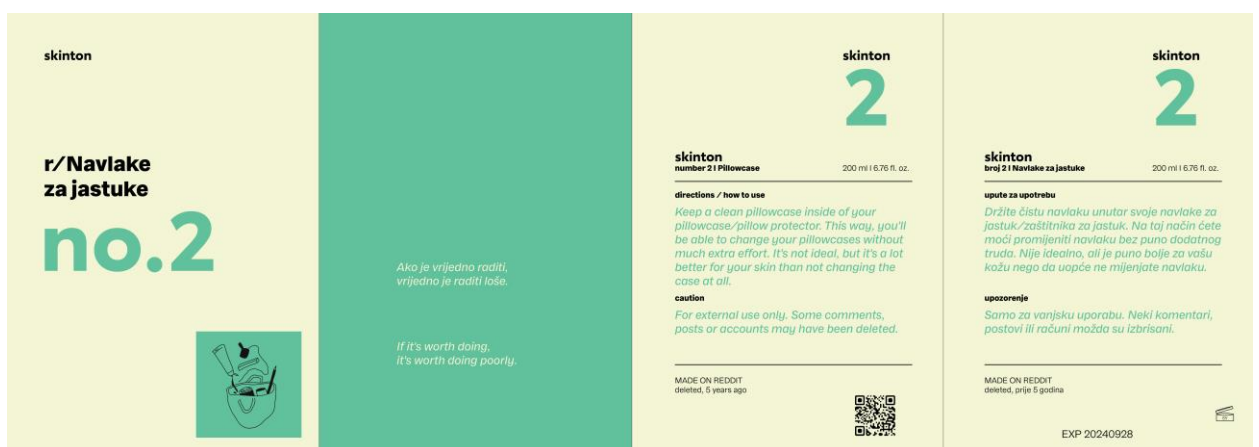 skinton
r/Navlake
za jastuke
no.2
Ako je vrijedno raditi,
vrijedno je raditi loše.
If it's worth doing,
it's worth doing poorly.
skinton
2
skinton
number 2 I Pillowcase
200 ml I 6.76 fl. oz.
directions / how to use
Keep a clean pillowcase inside of your
pillowcase/pillow protector. This way, you'll
be able to change your pillowcases without
much extra effort. It's not ideal, but it's a lot
better for your skin than not changing the
case at all.
caution
For external use only. Some comments,
posts or accounts may have been deleted.
MADE ON REDDIT
deleted, 5 years ago
skinton
2
skinton
broj 2 I Navlake za jastuke
200 ml I 6.76 fl. oz.
upute za upotrebu
Držite čistu navlaku unutar svoje navlake za
jastuk/zaštitnika za jastuk. Na taj način ćete
moći promijeniti navlaku bez puno dodatnog
truda. Nije idealno, ali je puno bolje za vašu
kožu nego da uopće ne mijenjate navlaku.
upozorenje
Samo za vanjsku uporabu. Neki komentari,
postovi ili računi možda su izbrisani.
MADE ON REDDIT
deleted, prije 5 godina
EXP 20240928